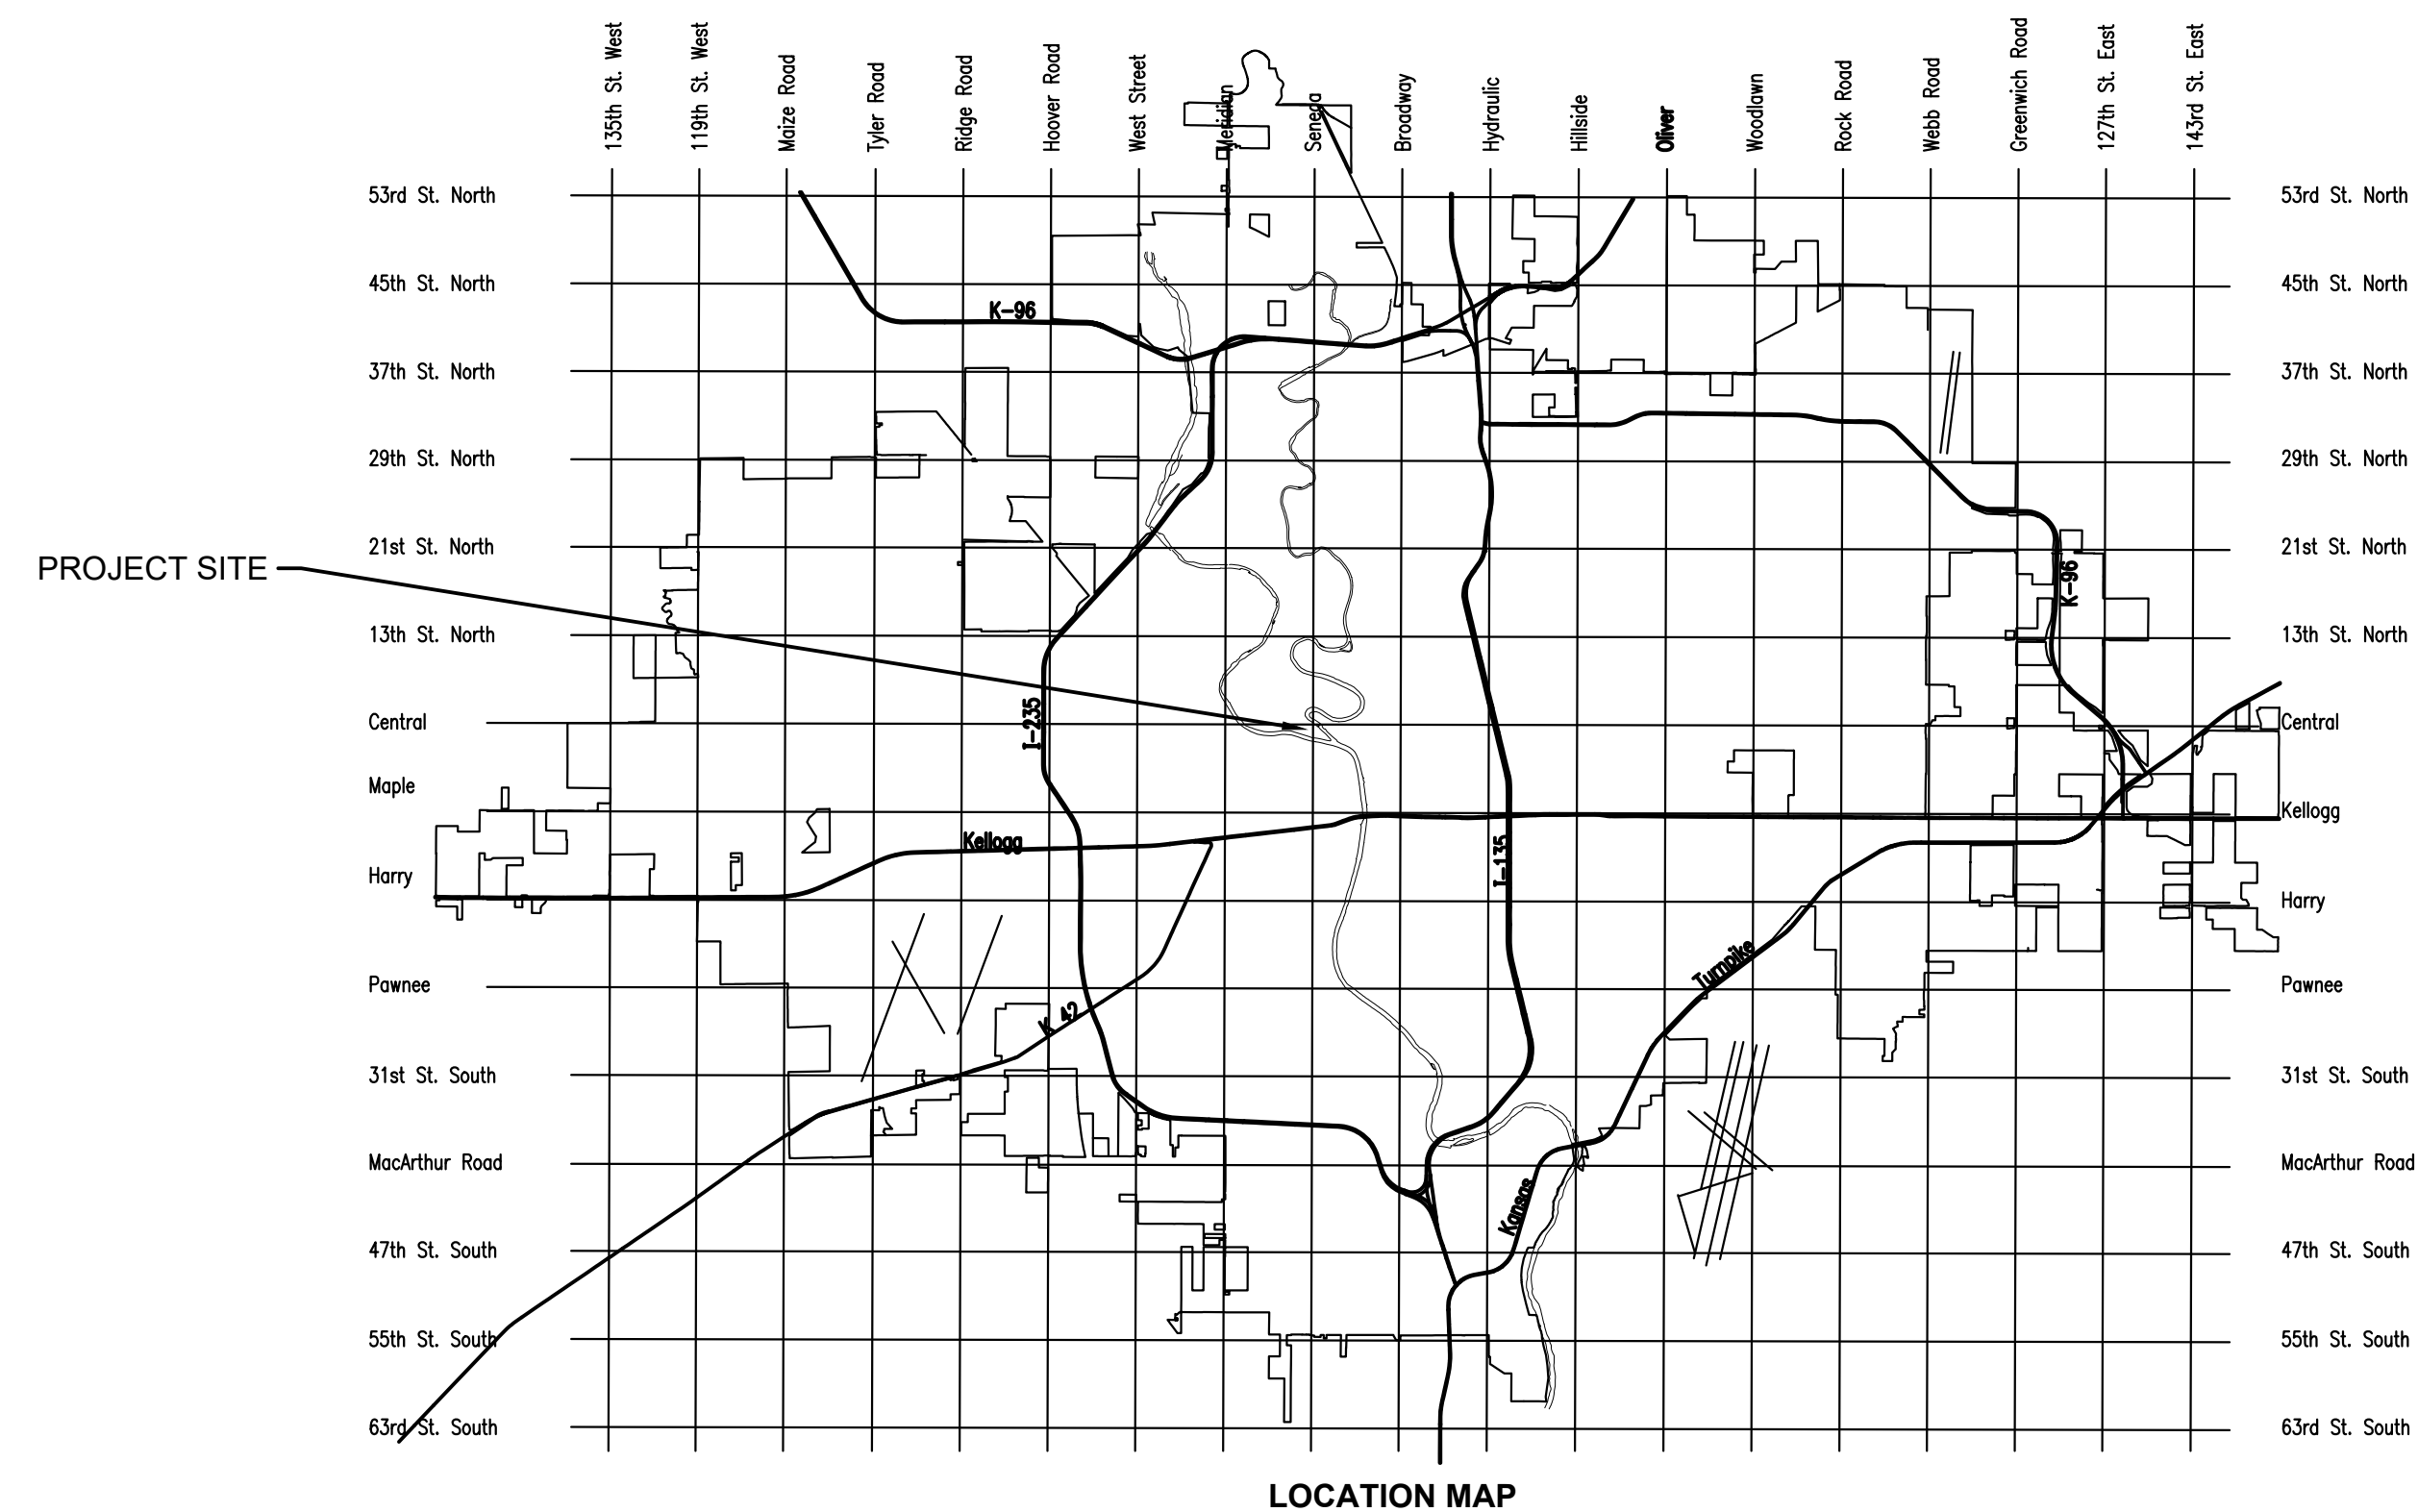 135th St. West
119th St. West
Maize Road
Tyler Road
Ridge Road
Hoover Road
West Street
Meridian
Seneca
Broadway
Hydraulic
Hillside
Oliver
Woodlawn
Rock Road
Webb Road
Greenwich Road
127th St. East
143rd St. East
53rd St. North
53rd St. North
45th St. North
45th St. North
K-96
37th St. North
37th St. North
29th St. North
29th St. North
21st St. North
21st St. North
PROJECT SITE
K-96
13th St. North
13th St. North
I-235
Central
Central
Maple
Kellogg
Kellogg
I-135
Harry
Harry
Turnpike
Pawnee
Pawnee
K 42
31st St. South
31st St. South
MacArthur Road
MacArthur Road
Kansas
47th St. South
47th St. South
55th St. South
55th St. South
63rd St. South
63rd St. South
LOCATION MAP